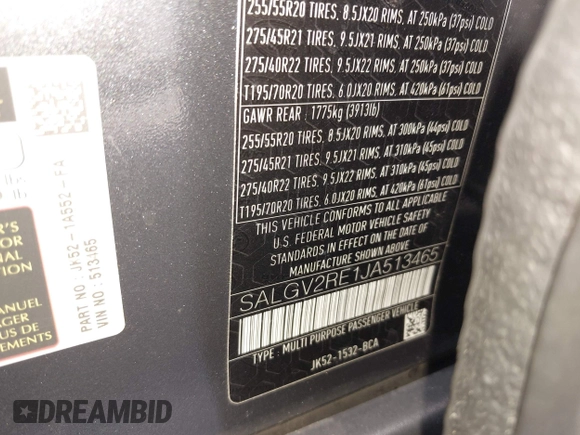 255/55R20 TIRES, 8.5JX20 RIMS, AT 250kPa (37psi) COLD
275/45R21 TIRES, 9.5JX21 RIMS, AT 250kPa (37psi) COLD
275/40R22 TIRES, 9.5JX22 RIMS, AT 250kPa (37psi) COLD
T195/70R20 TIRES, 6.0JX20 RIMS, AT 420kPa (61psi) COLD
GAWR REAR : 1775kg (3913lb)
255/55R20 TIRES, 8.5JX20 RIMS, AT 300kPa (44psi) COLD
275/45R21 TIRES, 9.5JX21 RIMS, AT 310kPa (45psi) COLD
275/40R22 TIRES, 9.5JX22 RIMS, AT 310kPa (45psi) COLD
T195/70R20 TIRES, 6.0JX20 RIMS, AT 420kPa (61psi) COLD
THIS VEHICLE CONFORMS TO ALL APPLICABLE
U.S. FEDERAL MOTOR VEHICLE SAFETY
STANDARDS IN EFFECT ON THE DATE OF
MANUFACTURE SHOWN ABOVE
SALGV2RE1JA513465
TYPE : MULTI PURPOSE PASSENGER VEHICLE
JK52-1532-BCA
PART NO : JK52-1A552-FA
VIN NO : 513465
MANUEL
US DE
SEMENTS
DREAMBID